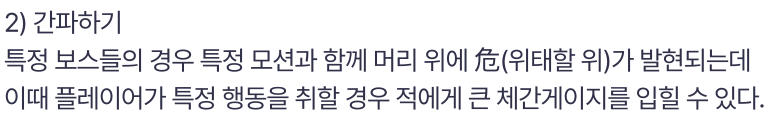 2) 간파하기
특정 보스들의 경우 특정 모션과 함께 머리 위에 危(위태할 위)가 발현되는데
이때 플레이어가 특정 행동을 취할 경우 적에게 큰 체간게이지를 입힐 수 있다.